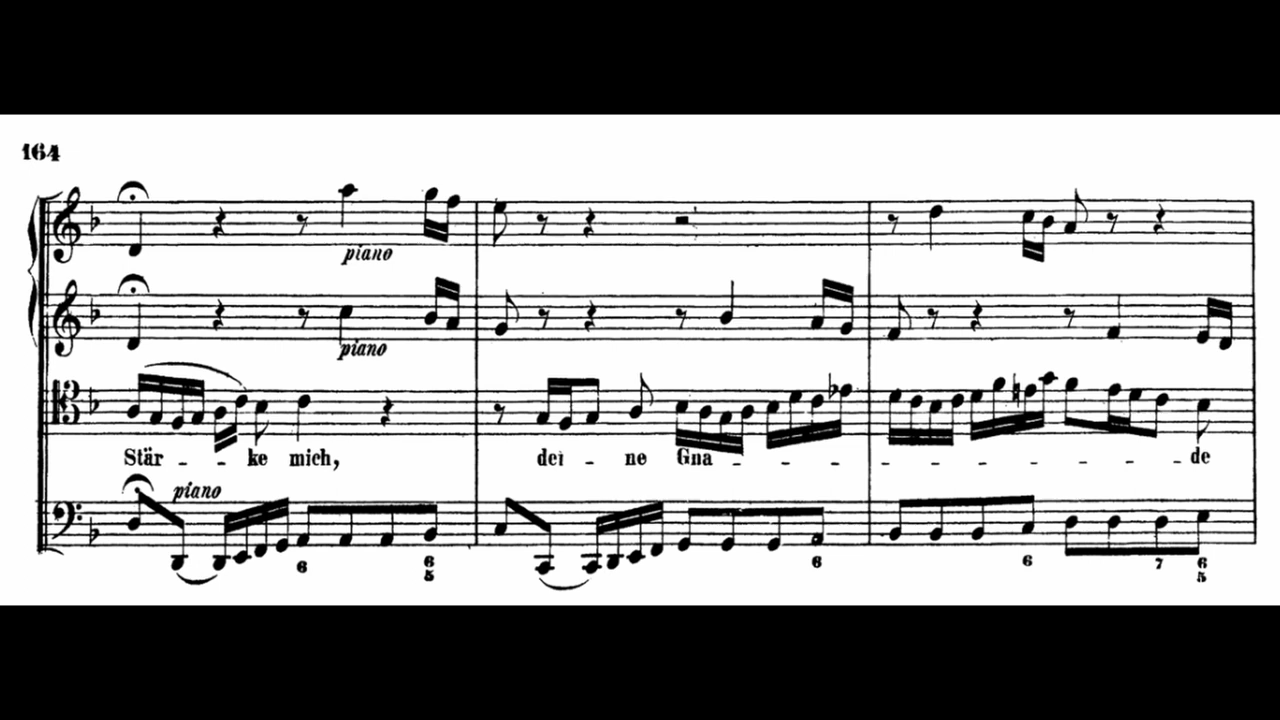 164
piano
piano
Stär - - ke mich, dei - ne Gna - - - - - - - - - - - de
piano
6 6 6 6 7 6
5 5